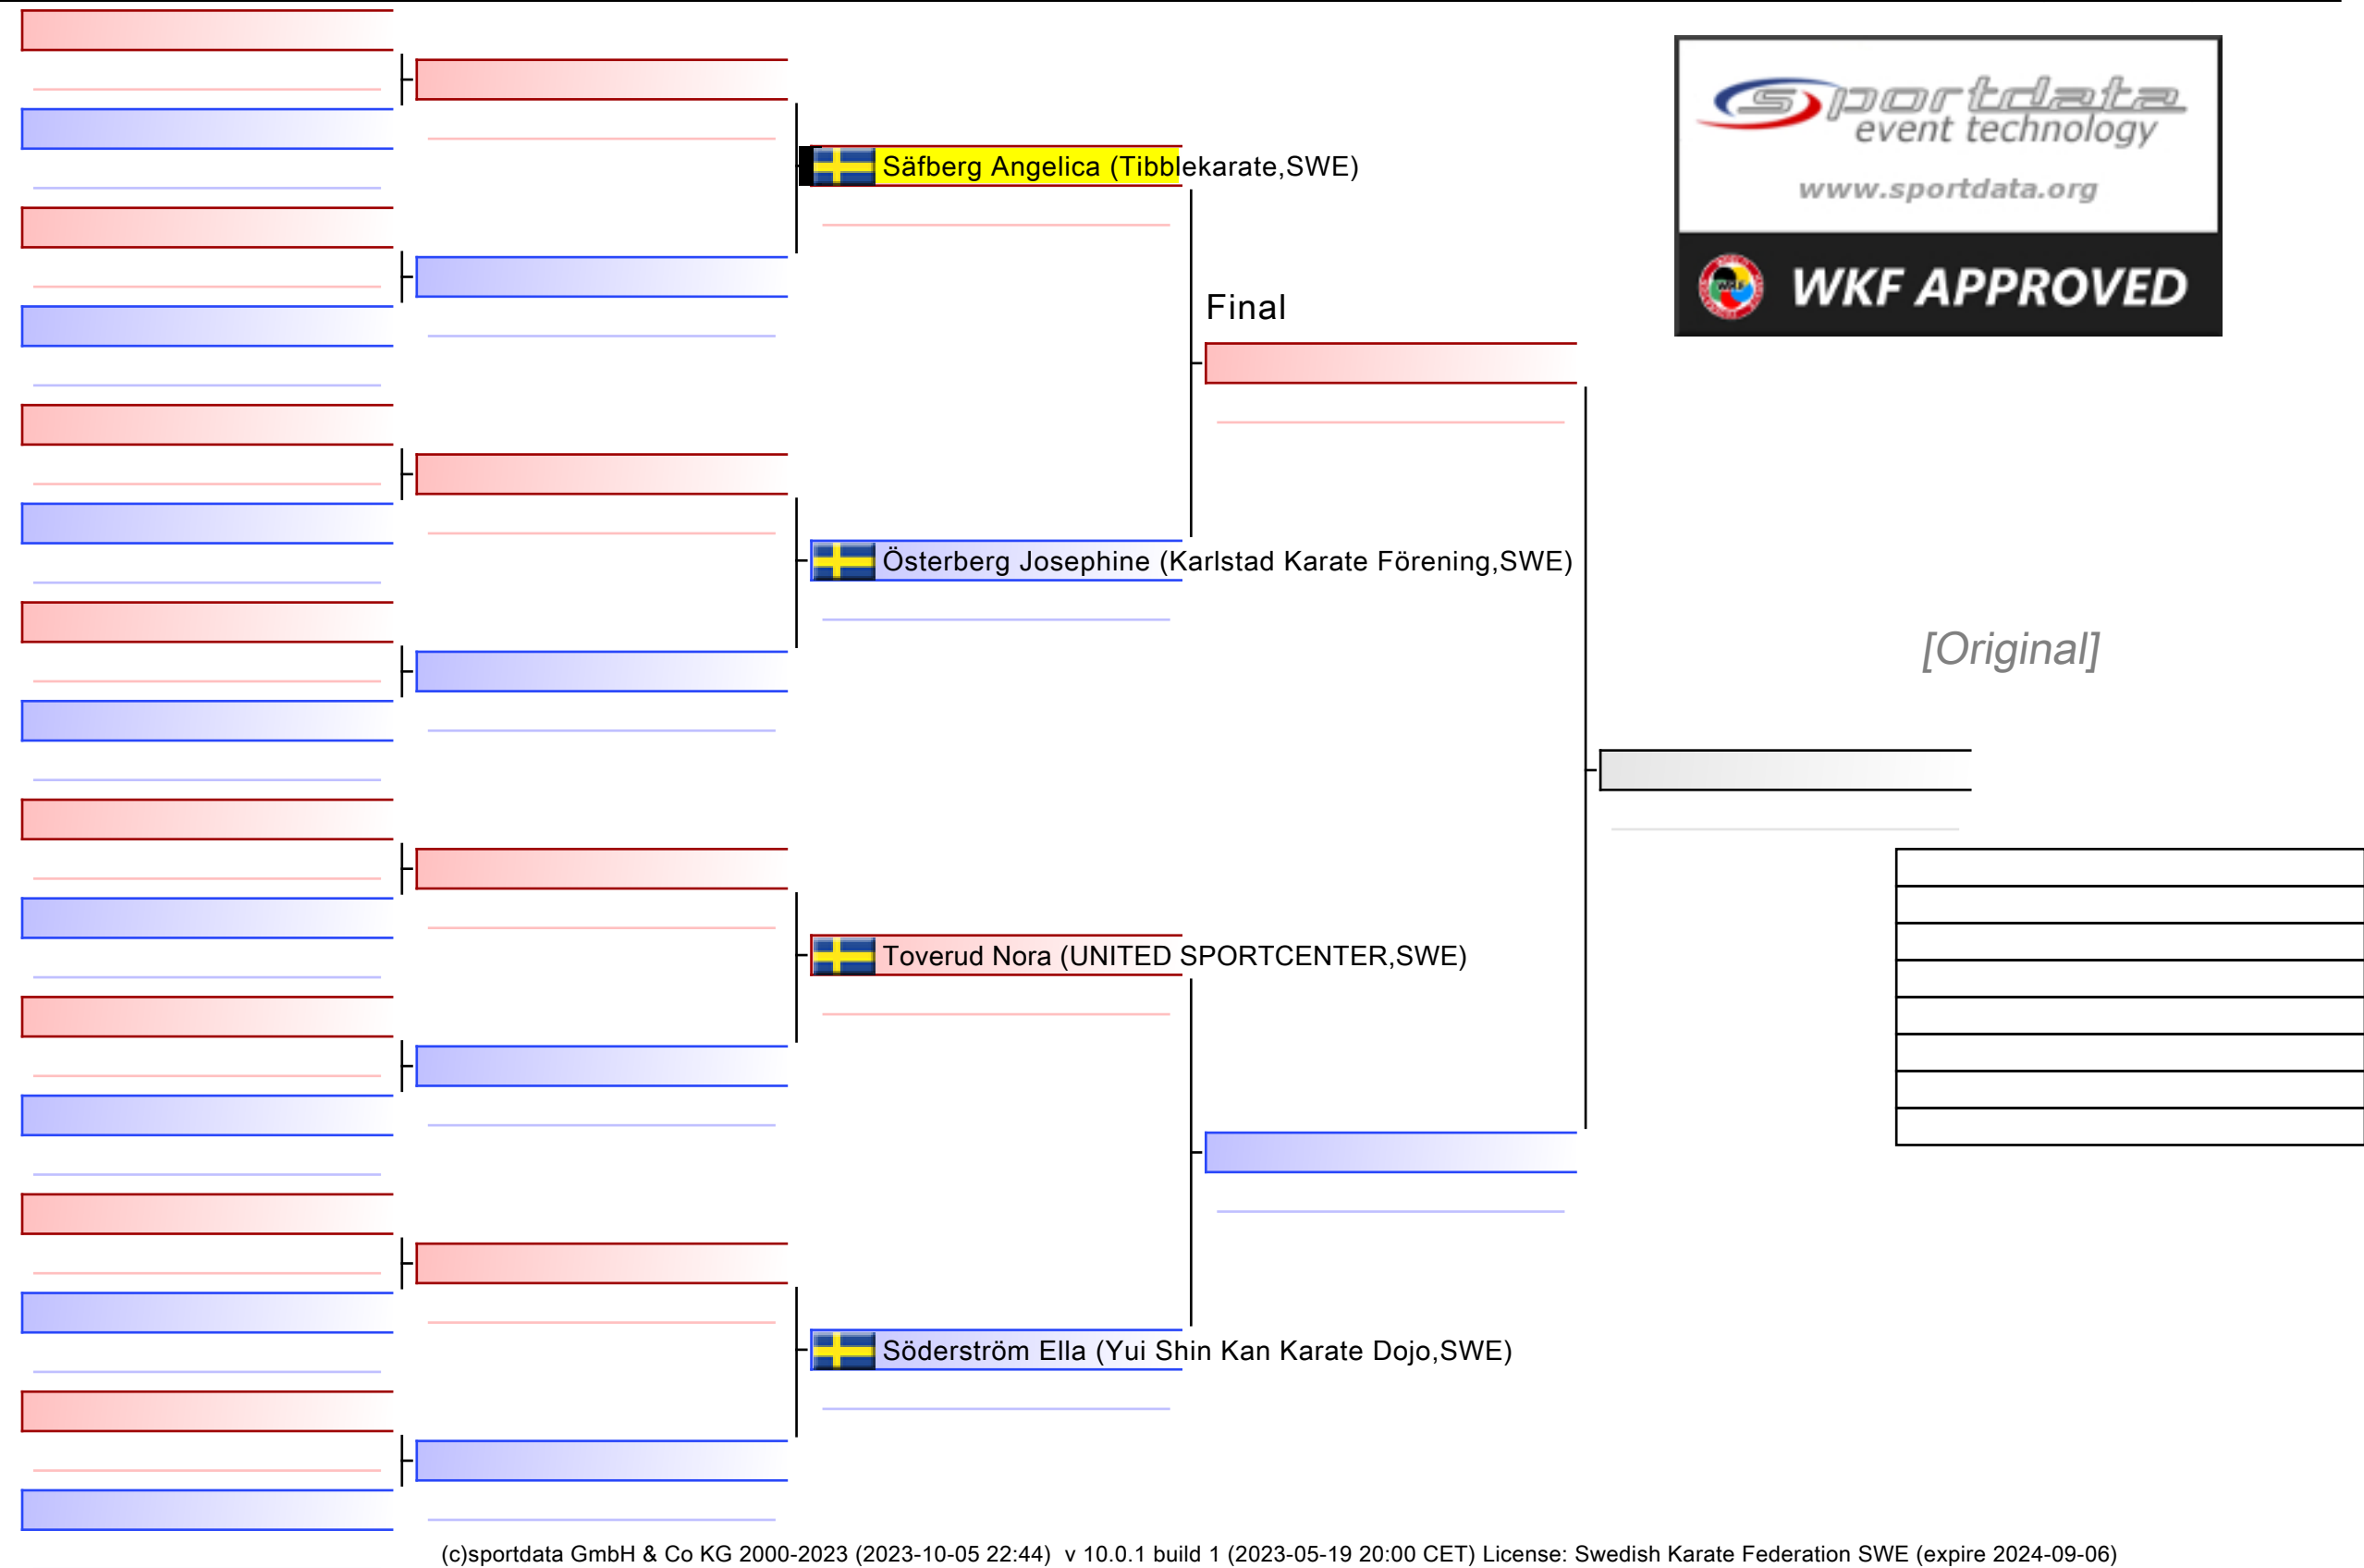 sportdata
event technology
www.sportdata.org
WKF APPROVED
Säfberg Angelica (Tibblekarate,SWE)
Final
Österberg Josephine (Karlstad Karate Förening,SWE)
[Original]
Toverud Nora (UNITED SPORTCENTER,SWE)
Söderström Ella (Yui Shin Kan Karate Dojo,SWE)
(c)sportdata GmbH & Co KG 2000-2023 (2023-10-05 22:44) v 10.0.1 build 1 (2023-05-19 20:00 CET) License: Swedish Karate Federation SWE (expire 2024-09-06)